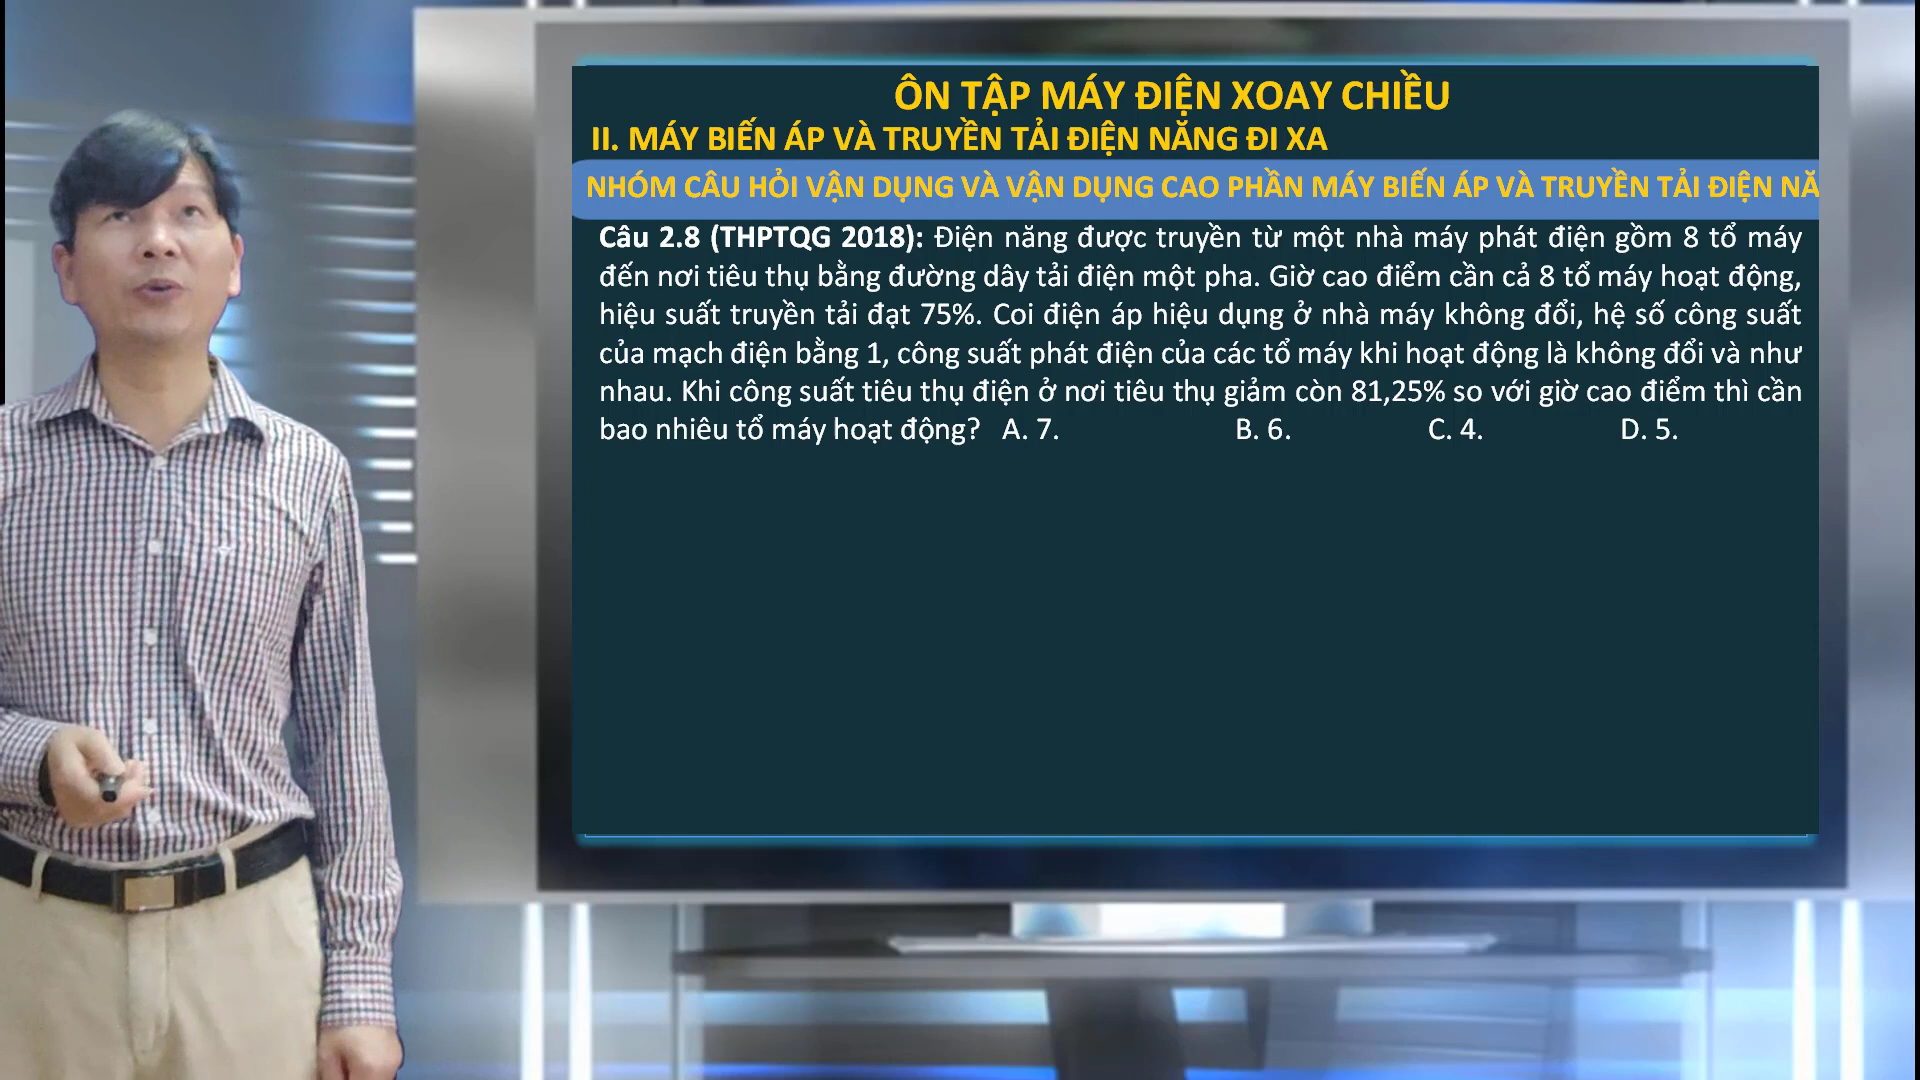 ÔN TẬP MÁY ĐIỆN XOAY CHIỀU
II. MÁY BIẾN ÁP VÀ TRUYỀN TẢI ĐIỆN NĂNG ĐI XA
NHÓM CÂU HỎI VẬN DỤNG VÀ VẬN DỤNG CAO PHẦN MÁY BIẾN ÁP VÀ TRUYỀN TẢI ĐIỆN NĂ
Câu 2.8 (THPTQG 2018): Điện năng được truyền từ một nhà máy phát điện gồm 8 tổ máy
đến nơi tiêu thụ bằng đường dây tải điện một pha. Giờ cao điểm cần cả 8 tổ máy hoạt động,
hiệu suất truyền tải đạt 75%. Coi điện áp hiệu dụng ở nhà máy không đổi, hệ số công suất
của mạch điện bằng 1, công suất phát điện của các tổ máy khi hoạt động là không đổi và như
nhau. Khi công suất tiêu thụ điện ở nơi tiêu thụ giảm còn 81,25% so với giờ cao điểm thì cần
bao nhiêu tổ máy hoạt động? A. 7. B. 6. C. 4. D. 5.